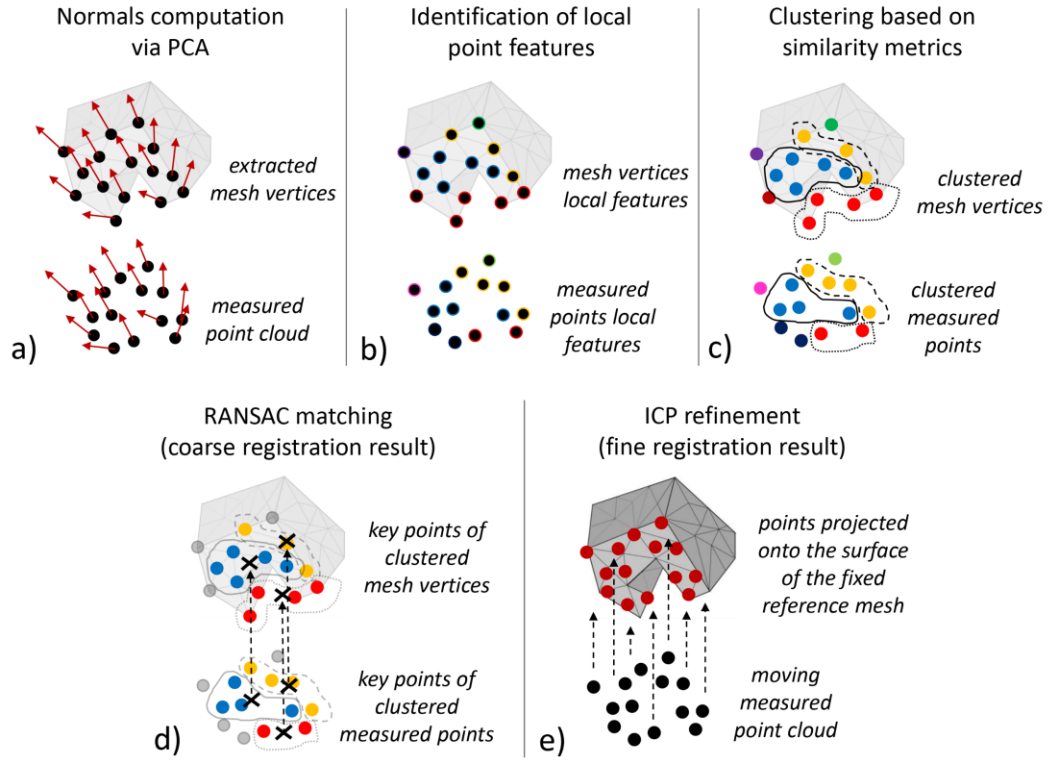 Normals computation
via PCA
extracted
mesh vertices
measured
point cloud
a)
Identification of local
point features
mesh vertices
local features
measured
points local
features
b)
Clustering based on
similarity metrics
clustered
mesh vertices
clustered
measured
points
c)
RANSAC matching
(coarse registration result)
key points of
clustered
mesh vertices
key points of
clustered
measured points
d)
ICP refinement
(fine registration result)
points projected
onto the surface
of the fixed
reference mesh
moving
measured
point cloud
e)